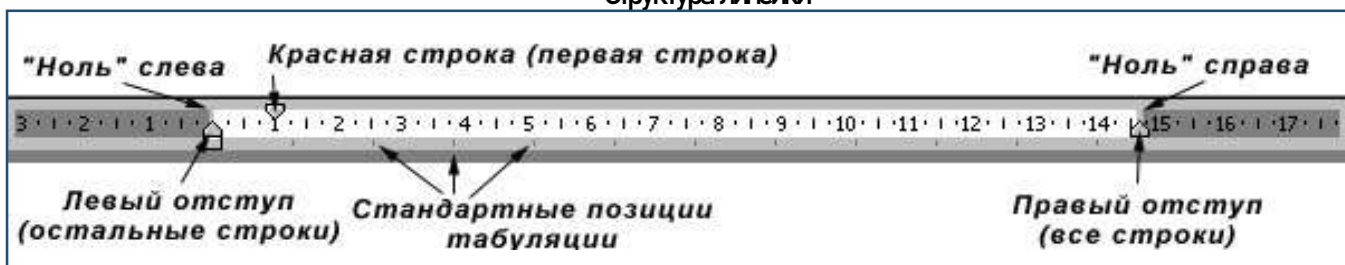 Структура линейки
"Ноль" слева
Красная строка (первая строка)
"Ноль" справа
3 2 1 1 2 3 4 5 6 7 8 9 10 11 12 13 14 15 16 17
Левый отступ
(остальные строки)
Стандартные позиции
табуляции
Правый отступ
(все строки)